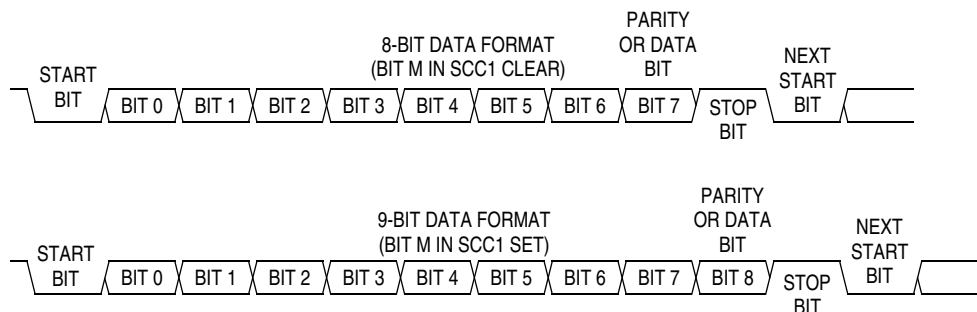 8-BIT DATA FORMAT
(BIT M IN SCC1 CLEAR)
PARITY
OR DATA
BIT
NEXT
START
BIT
START
BIT
BIT 0 BIT 1 BIT 2 BIT 3 BIT 4 BIT 5 BIT 6 BIT 7
STOP
BIT
9-BIT DATA FORMAT
(BIT M IN SCC1 SET)
PARITY
OR DATA
BIT
NEXT
START
BIT
START
BIT
BIT 0 BIT 1 BIT 2 BIT 3 BIT 4 BIT 5 BIT 6 BIT 7 BIT 8
STOP
BIT